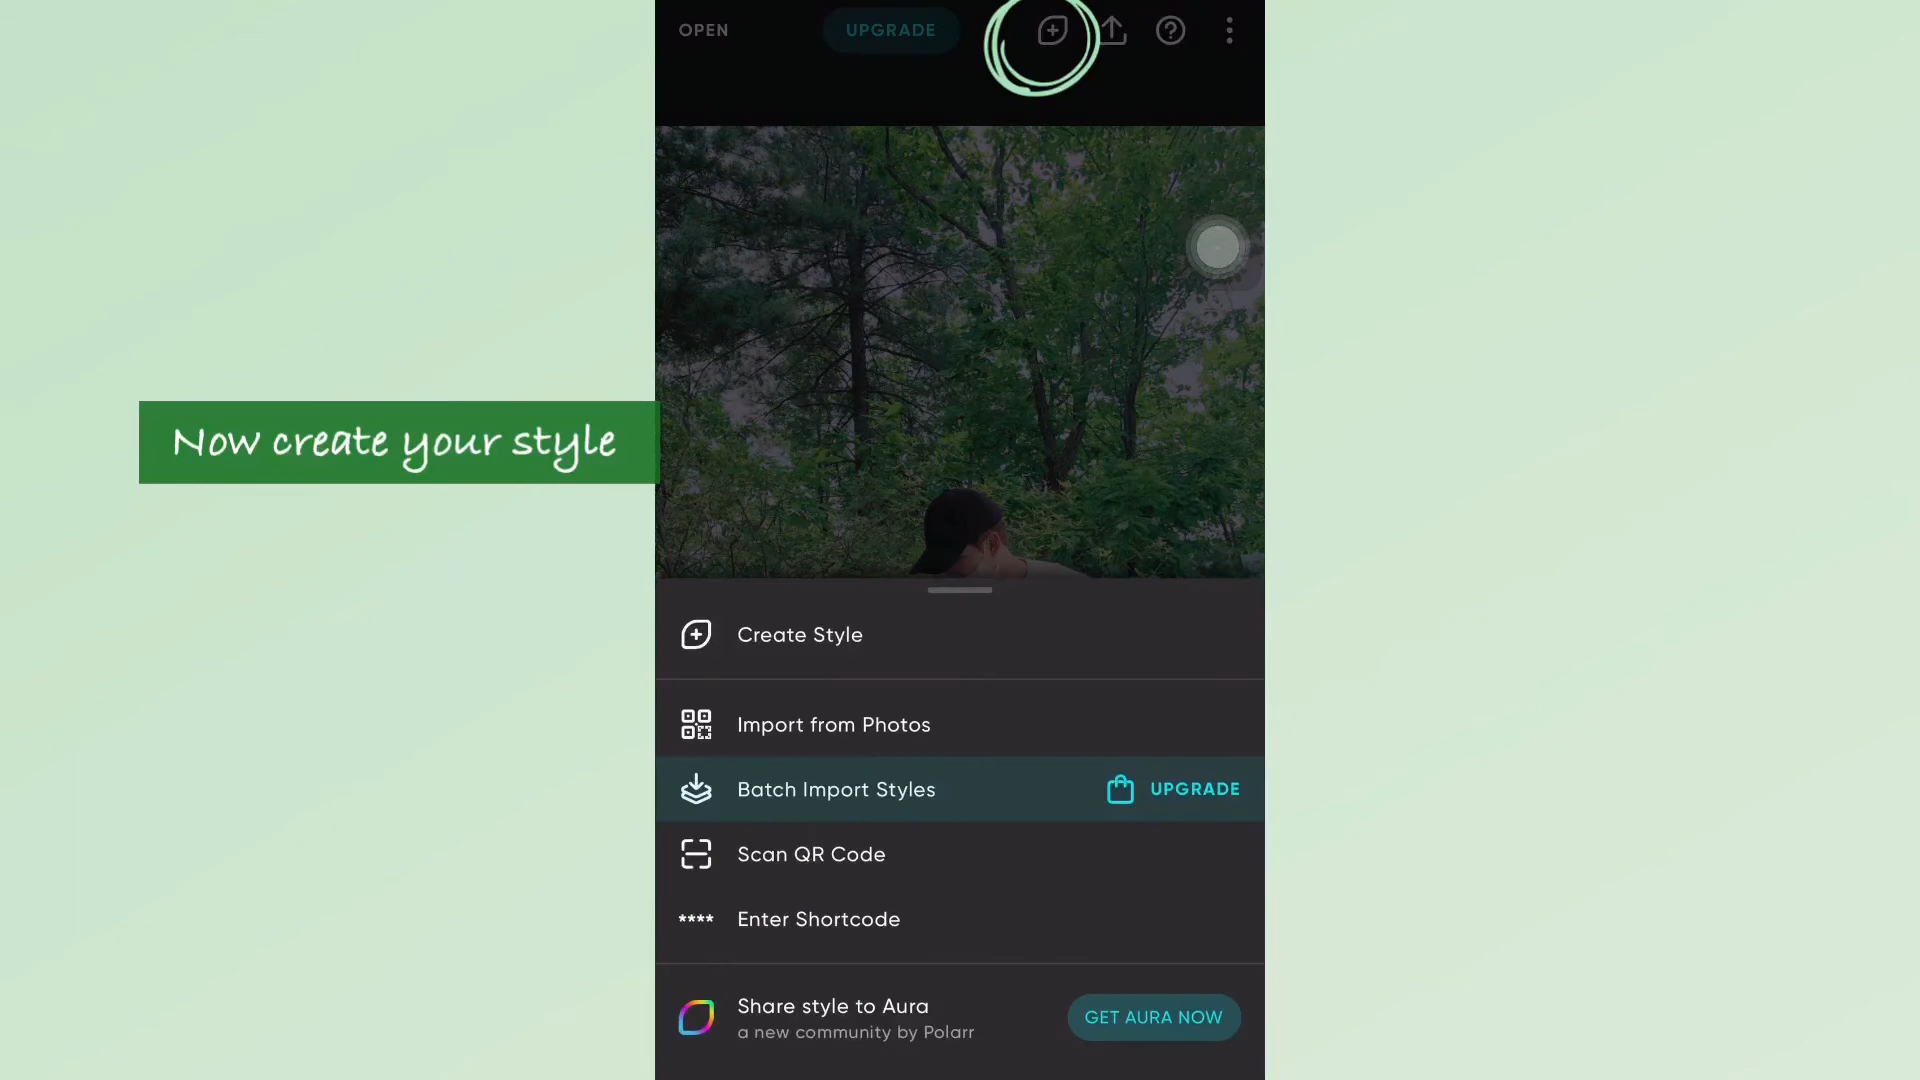 OPEN
UPGRADE
Now create your style
Create Style
Import from Photos
Batch Import Styles
UPGRADE
Scan QR Code
**** Enter Shortcode
Share style to Aura
a new community by Polarr
GET AURA NOW